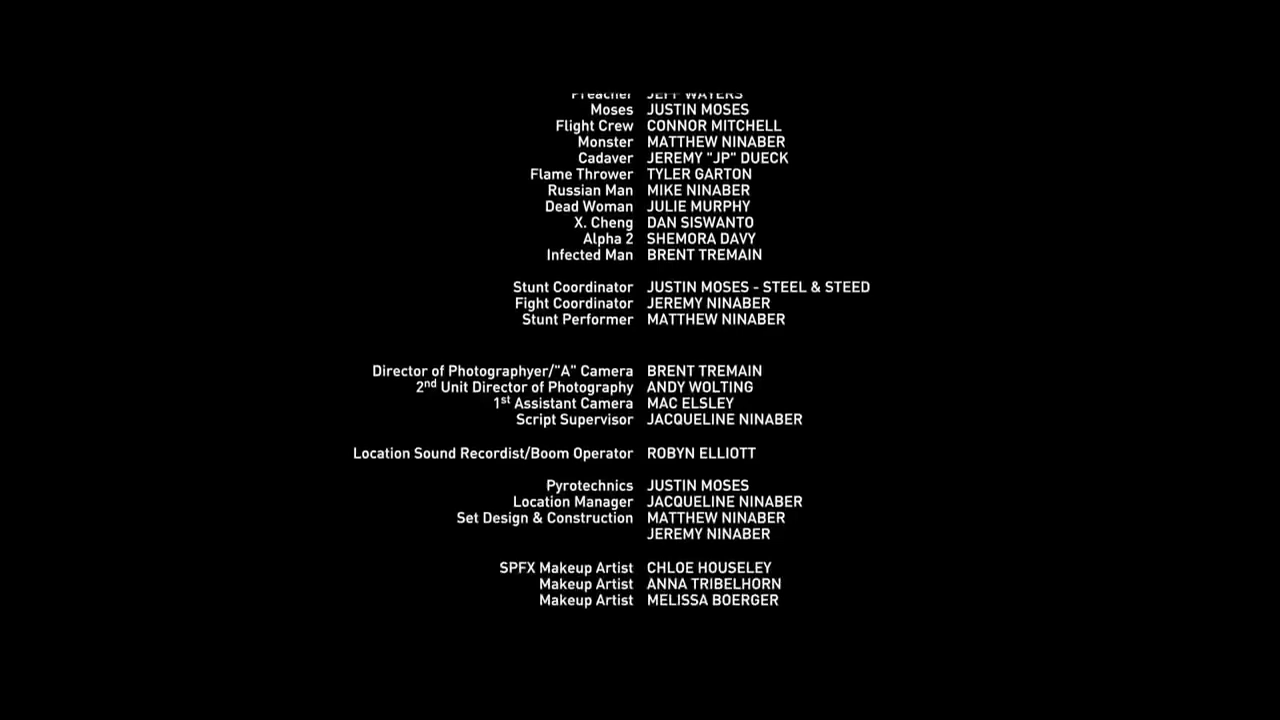 Preacher JEFF WAYERS
Moses JUSTIN MOSES
Flight Crew CONNOR MITCHELL
Monster MATTHEW NINABER
Cadaver JEREMY "JP" DUECK
Flame Thrower TYLER GARTON
Russian Man MIKE NINABER
Dead Woman JULIE MURPHY
X. Cheng DAN SISWANTO
Alpha 2 SHEMORA DAVY
Infected Man BRENT TREMAIN
Stunt Coordinator JUSTIN MOSES - STEEL & STEED
Fight Coordinator JEREMY NINABER
Stunt Performer MATTHEW NINABER
Director of Photographyer/"A" Camera BRENT TREMAIN
2nd Unit Director of Photography ANDY WOLTING
1st Assistant Camera MAC ELSLEY
Script Supervisor JACQUELINE NINABER
Location Sound Recordist/Boom Operator ROBYN ELLIOTT
Pyrotechnics JUSTIN MOSES
Location Manager JACQUELINE NINABER
Set Design & Construction MATTHEW NINABER
JEREMY NINABER
SPFX Makeup Artist CHLOE HOUSELEY
Makeup Artist ANNA TRIBELHORN
Makeup Artist MELISSA BOERGER